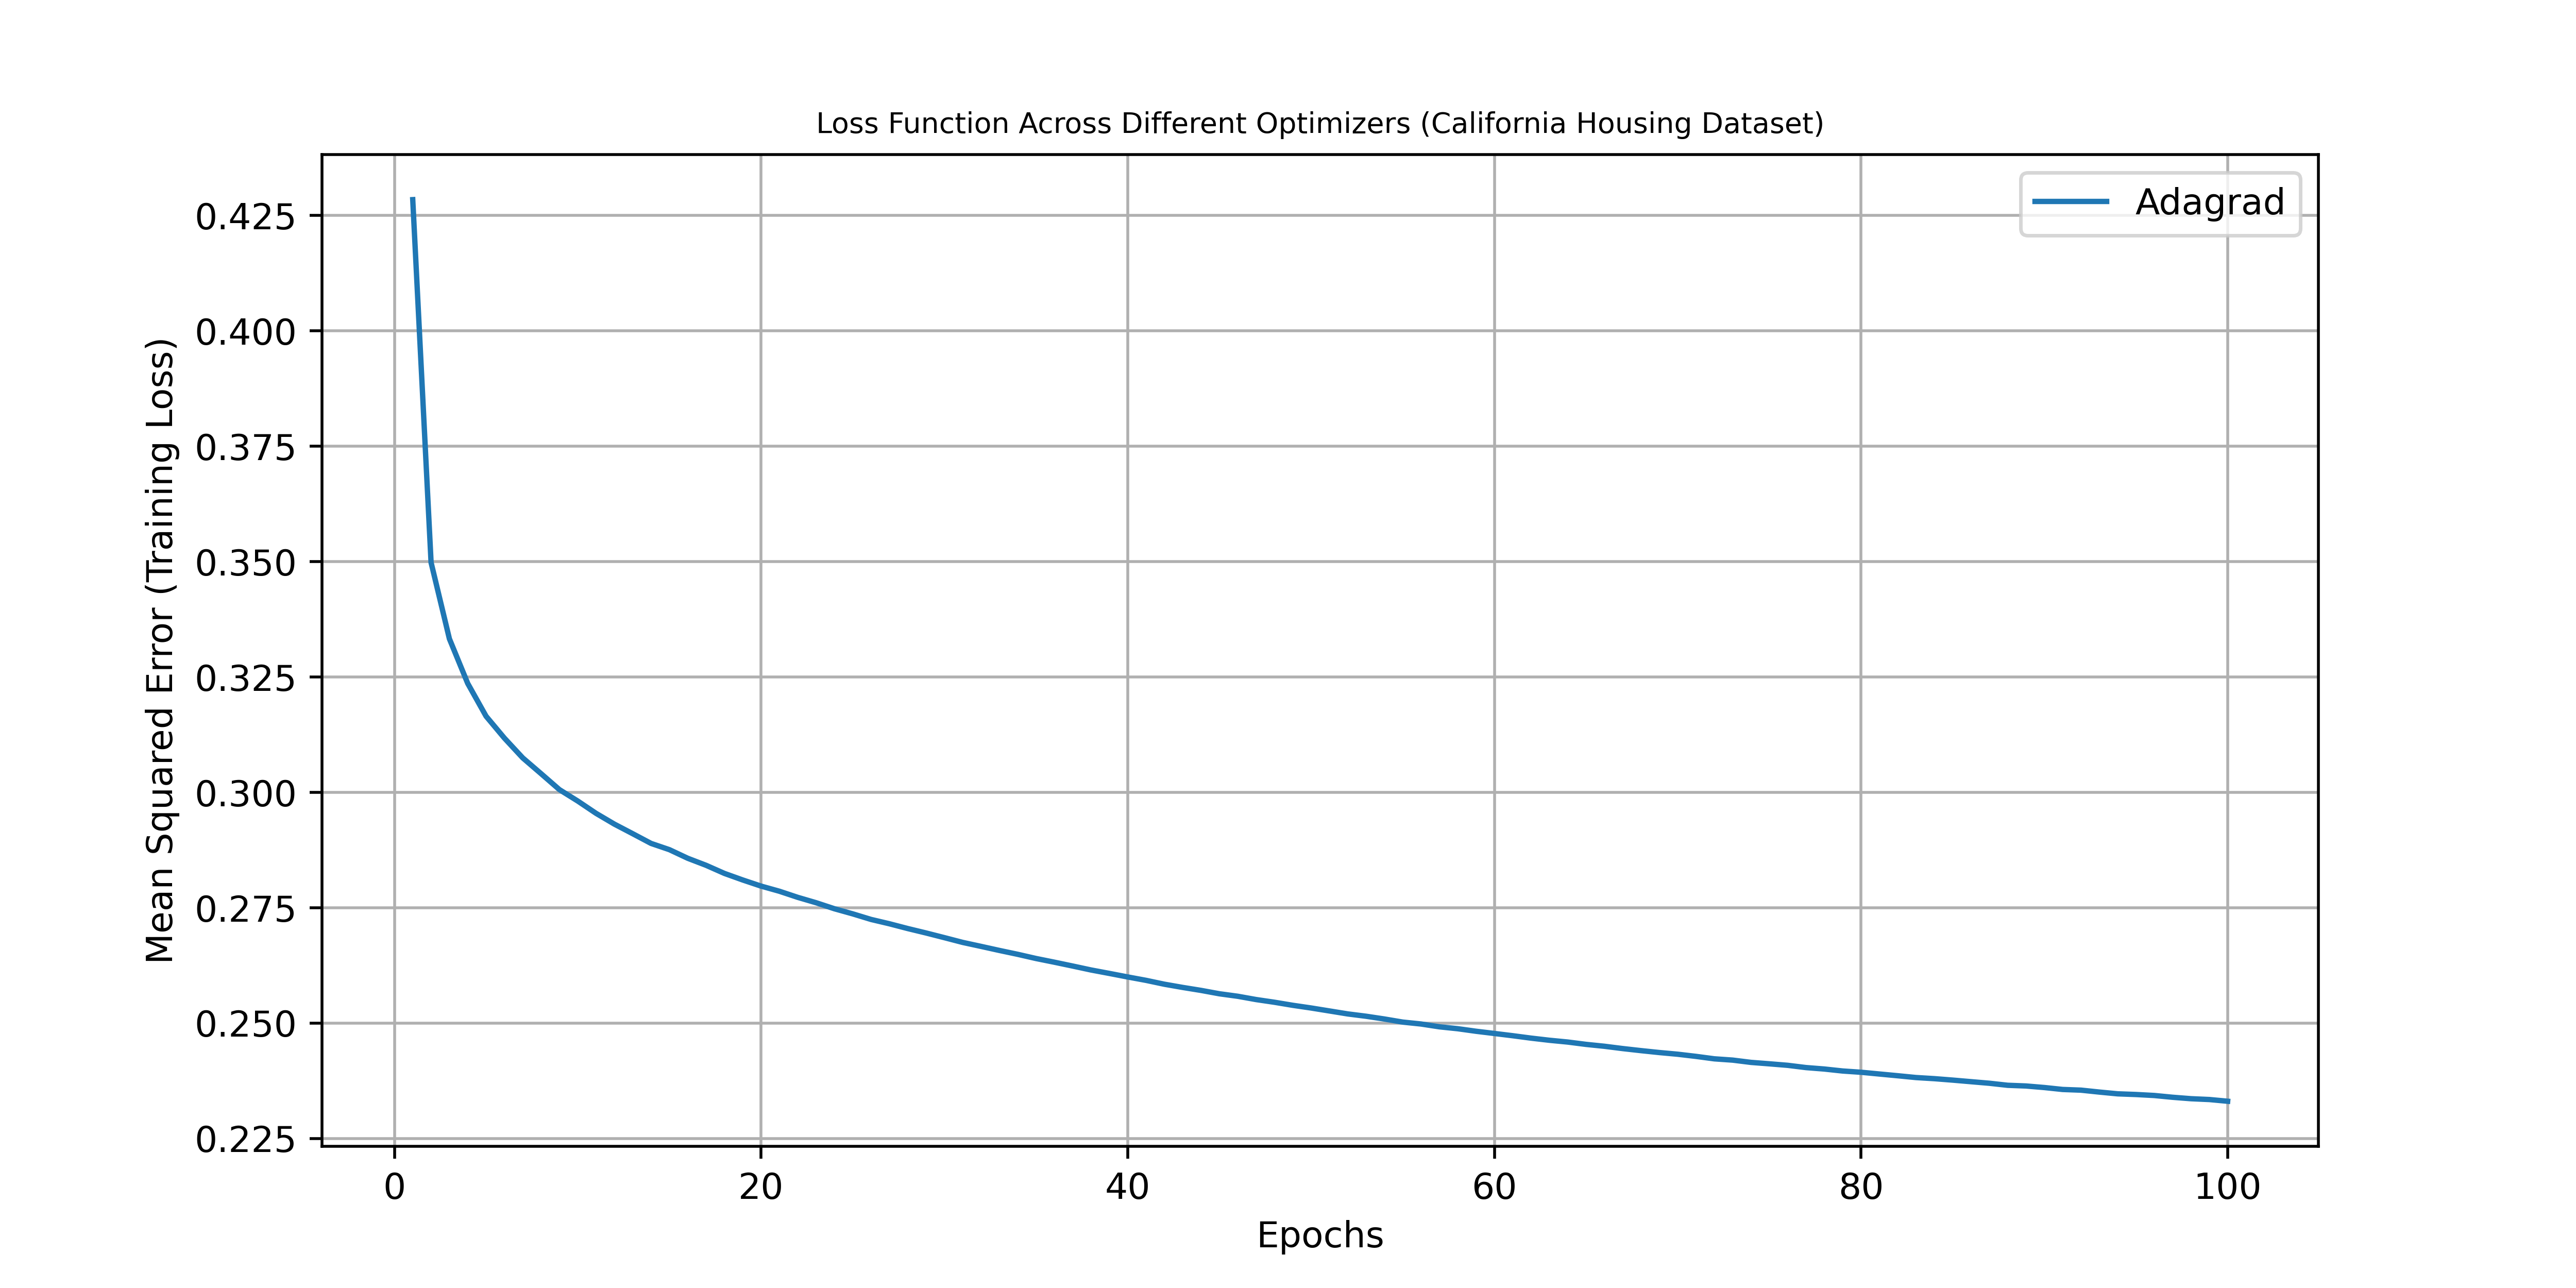 Loss Function Across Different Optimizers (California Housing Dataset)
Adagrad
Mean Squared Error (Training Loss)
0.425
0.400
0.375
0.350
0.325
0.300
0.275
0.250
0.225
0 20 40 60 80 100
Epochs